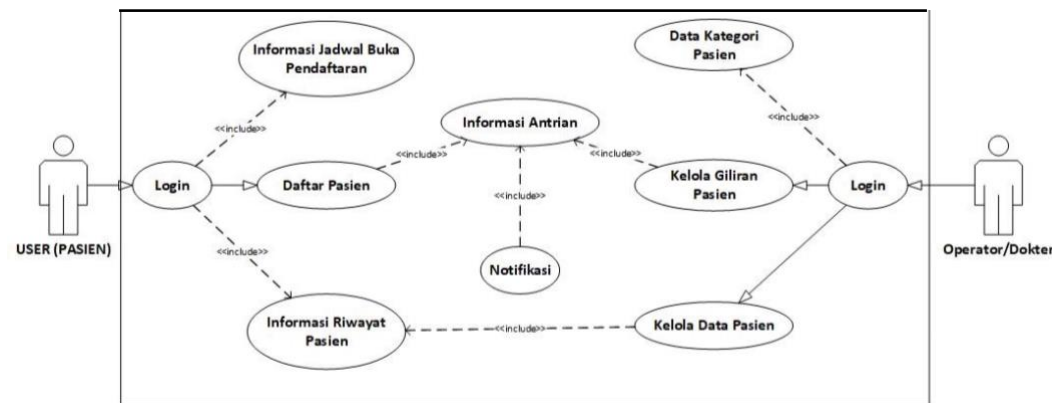 Informasi Jadwal Buka
Pendaftaran
Data Kategori
Pasien
<<include>>
<<include>>
Informasi Antrian
<<include>>
<<include>>
Login
Daftar Pasien
Kelola Giliran
Pasien
Login
<<include>>
USER (PASIEN)
Operator/Dokter
<<include>>
Notifikasi
Informasi Riwayat
Pasien
<<include>>
Kelola Data Pasien